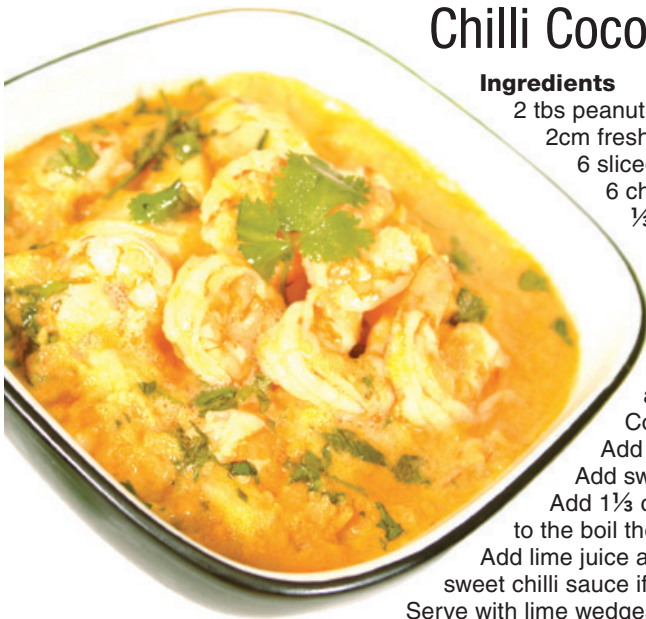 Chilli Coco
Ingredients
2 tbs peanut
2cm fresh
6 slice
6 ch
⅓
a
Co
Add
Add sw
Add 1⅓ c
to the boil the
Add lime juice a
sweet chilli sauce if
Serve with lime wedges